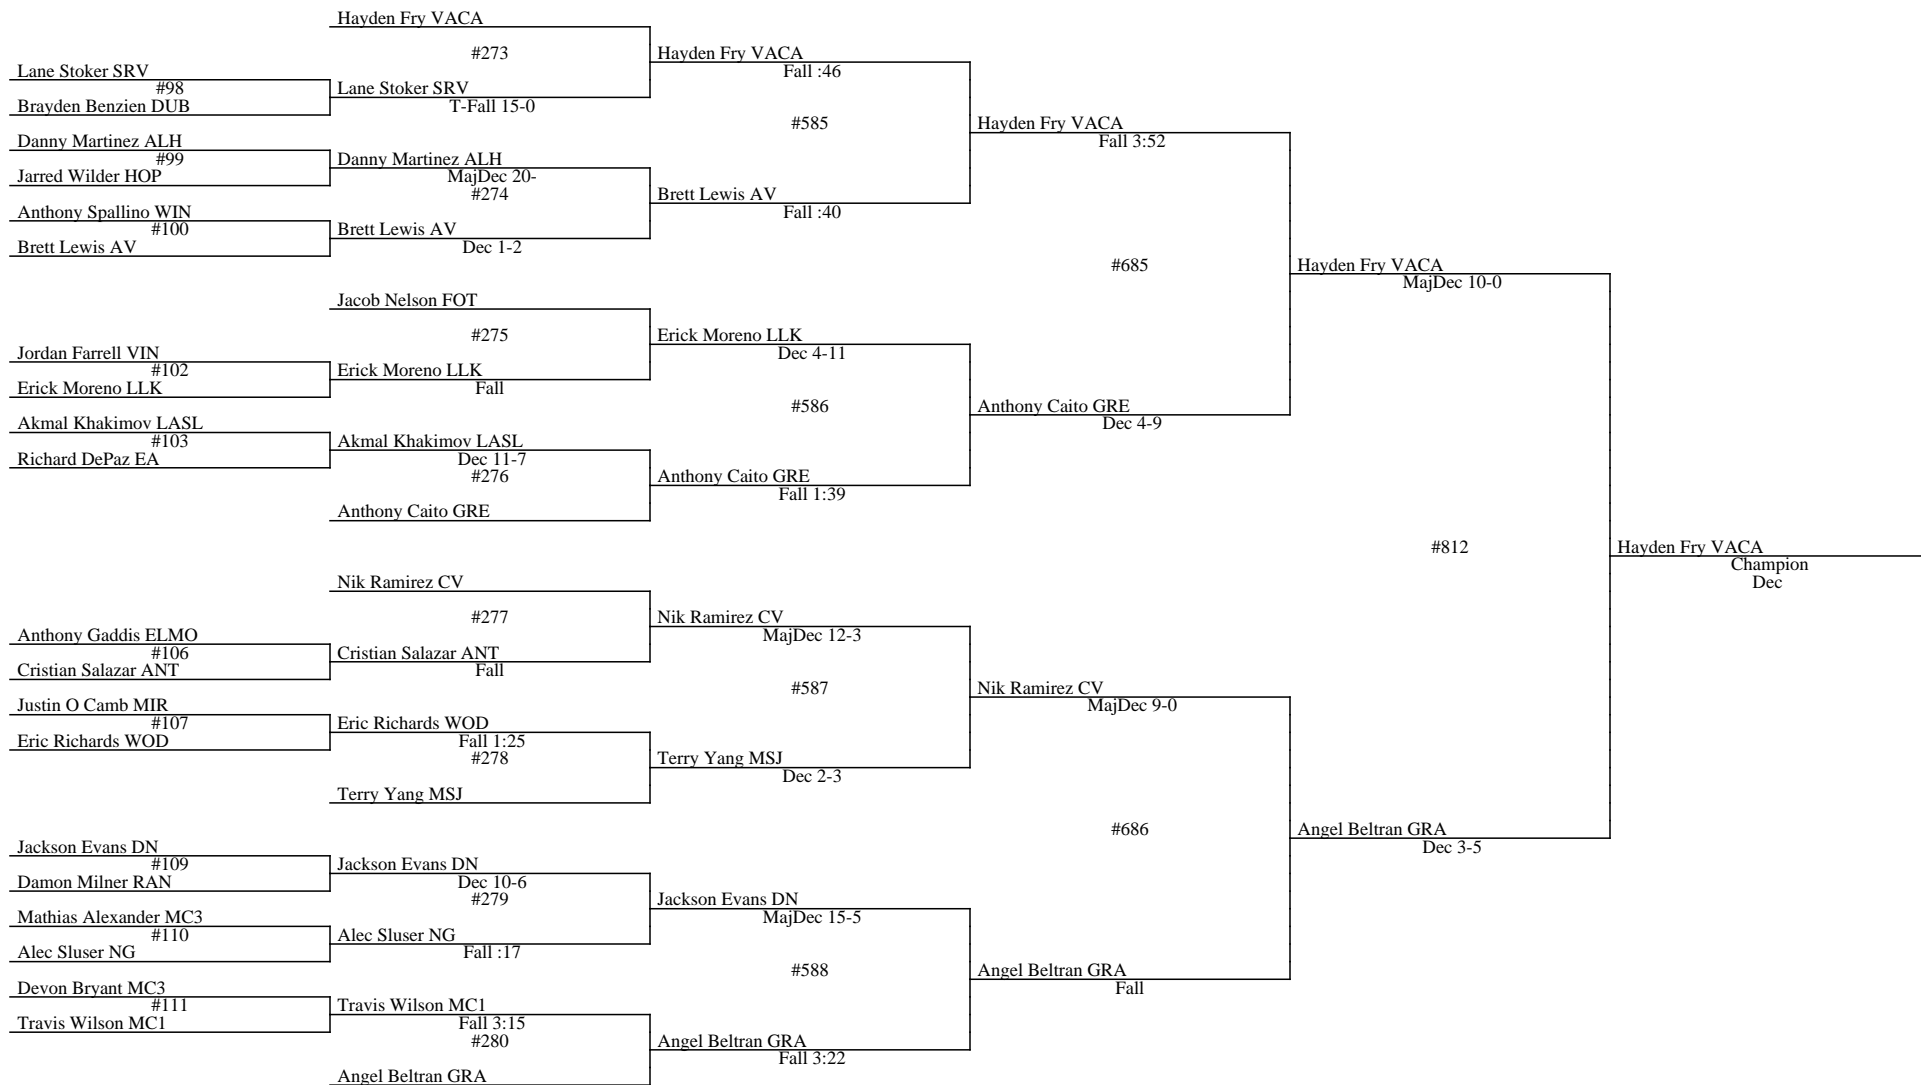 Hayden Fry VACA
#273
Hayden Fry VACA
Fall :46
Lane Stoker SRV
#98
Lane Stoker SRV
T-Fall 15-0
Brayden Benzien DUB
#585
Hayden Fry VACA
Fall 3:52
Danny Martinez ALH
#99
Danny Martinez ALH
MajDec 20-
Jarred Wilder HOP
#274
Brett Lewis AV
Fall :40
Anthony Spallino WIN
#100
Brett Lewis AV
Dec 1-2
Brett Lewis AV
#685
Hayden Fry VACA
MajDec 10-0
Jacob Nelson FOT
#275
Erick Moreno LLK
Dec 4-11
Jordan Farrell VIN
#102
Erick Moreno LLK
Fall
Erick Moreno LLK
#586
Anthony Caito GRE
Dec 4-9
Akmal Khakimov LASL
#103
Akmal Khakimov LASL
Dec 11-7
Richard DePaz EA
#276
Anthony Caito GRE
Fall 1:39
Anthony Caito GRE
#812
Hayden Fry VACA
Champion
Dec
Nik Ramirez CV
#277
Nik Ramirez CV
MajDec 12-3
Anthony Gaddis ELMO
#106
Cristian Salazar ANT
Fall
Cristian Salazar ANT
#587
Nik Ramirez CV
MajDec 9-0
Justin O Camb MIR
#107
Eric Richards WOD
Fall 1:25
Eric Richards WOD
#278
Terry Yang MSJ
Dec 2-3
Terry Yang MSJ
#686
Angel Beltran GRA
Dec 3-5
Jackson Evans DN
#109
Jackson Evans DN
Dec 10-6
Damon Milner RAN
#279
Jackson Evans DN
MajDec 15-5
Mathias Alexander MC3
#110
Alec Sluser NG
Fall :17
Alec Sluser NG
#588
Angel Beltran GRA
Fall
Devon Bryant MC3
#111
Travis Wilson MC1
Fall 3:15
Travis Wilson MC1
#280
Angel Beltran GRA
Fall 3:22
Angel Beltran GRA